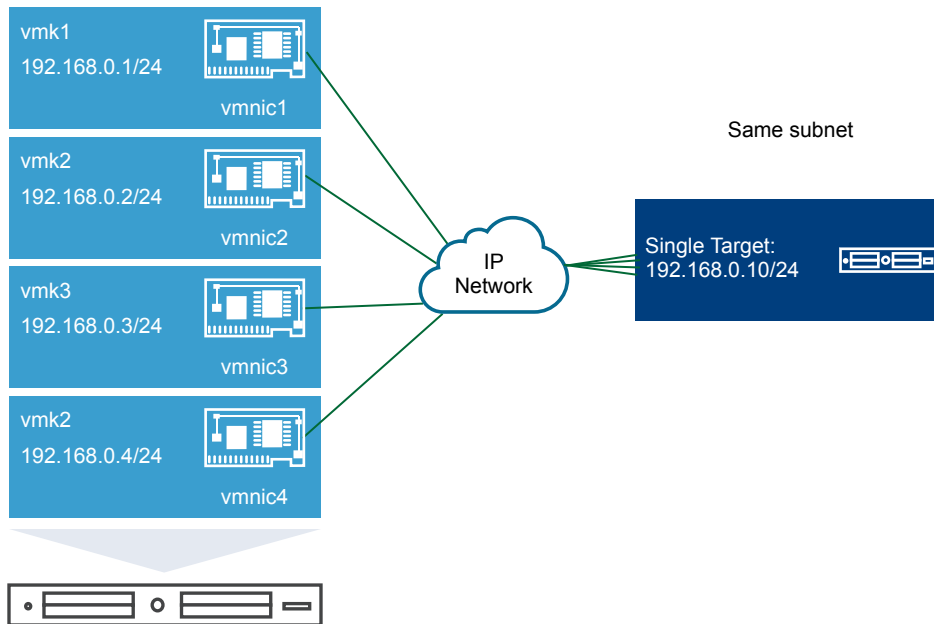 vmk1
192.168.0.1/24
vmnic1
vmk2
192.168.0.2/24
vmnic2
vmk3
192.168.0.3/24
vmnic3
vmk2
192.168.0.4/24
vmnic4
IP
Network
Same subnet
Single Target:
192.168.0.10/24